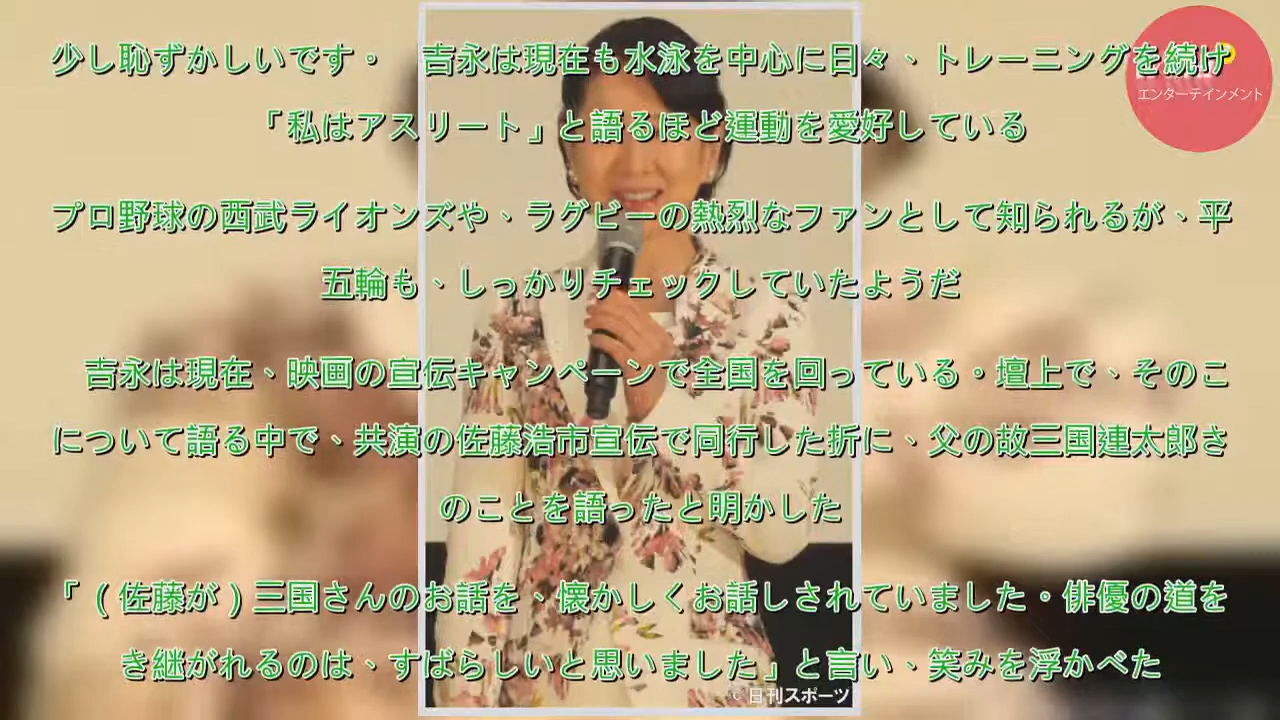 少し恥ずかしいです・ 吉永は現在も水泳を中心に日々、トレーニングを続け
「私はアスリート」と語るほど運動を愛好している
エンターテインメント
プロ野球の西武ライオンズや、ラグビーの熱烈なファンとして知られるが、平
五輪も、しっかりチェックしていたようだ
吉永は現在、映画の宣伝キャンペーンで全国を回っている・壇上で、そのこ
について語る中で、共演の佐藤浩市宣伝で同行した折に、父の故三国連太郎さ
のことを語ったと明かした
「(佐藤が)三国さんのお話を、懐かしくお話しされていました・俳優の道を
き継がれるのは、すばらしいと思いました」と言い、笑みを浮かべた
© 日刊スポーツ